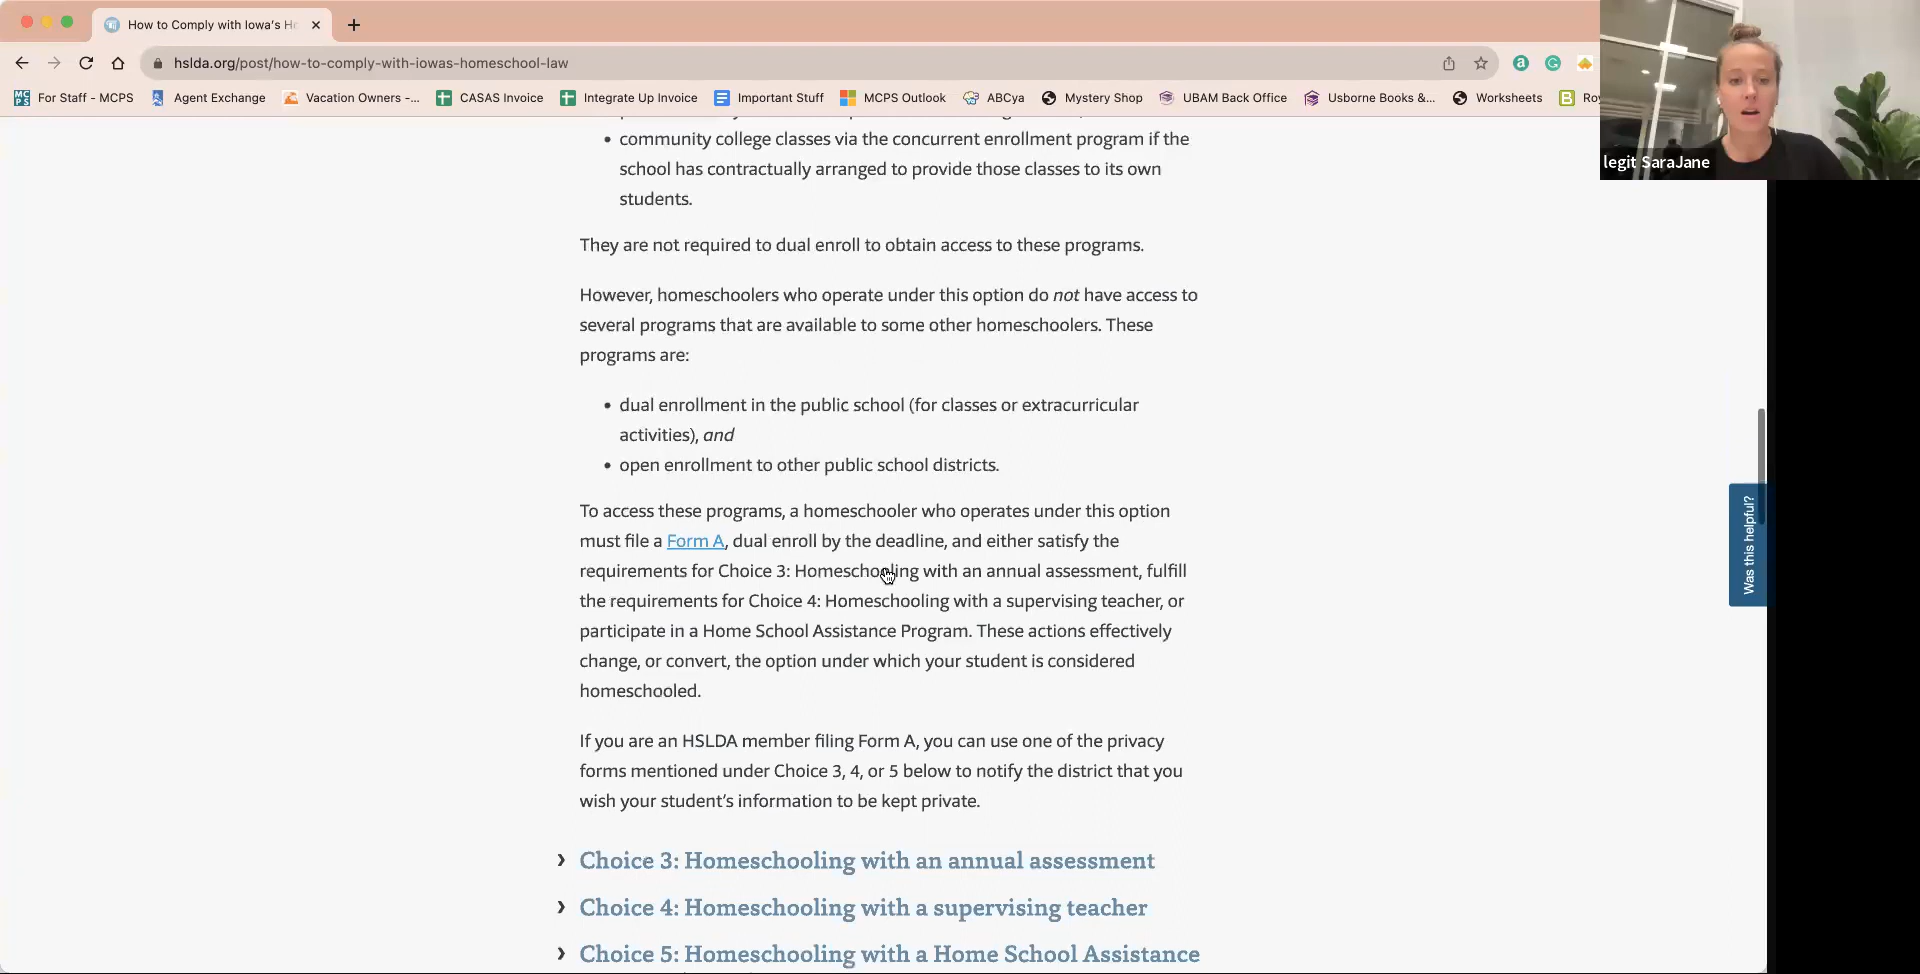 How to Comply with Iowa's H
hslda.org/post/how-to-comply-with-iowas-homeschool-law
For Staff - MCPS
Agent Exchange
Vacation Owners -...
CASAS Invoice
Integrate Up Invoice
Important Stuff
MCPS Outlook
ABCya
Mystery Shop
UBAM Back Office
Usborne Books &...
Worksheets
Roy
legit SaraJane
• community college classes via the concurrent enrollment program if the
school has contractually arranged to provide those classes to its own
students.
They are not required to dual enroll to obtain access to these programs.
However, homeschoolers who operate under this option do not have access to
several programs that are available to some other homeschoolers. These
programs are:
• dual enrollment in the public school (for classes or extracurricular
activities), and
• open enrollment to other public school districts.
To access these programs, a homeschooler who operates under this option
must file a Form A, dual enroll by the deadline, and either satisfy the
requirements for Choice 3: Homeschooling with an annual assessment, fulfill
the requirements for Choice 4: Homeschooling with a supervising teacher, or
participate in a Home School Assistance Program. These actions effectively
change, or convert, the option under which your student is considered
homeschooled.
If you are an HSLDA member filing Form A, you can use one of the privacy
forms mentioned under Choice 3, 4, or 5 below to notify the district that you
wish your student's information to be kept private.
Choice 3: Homeschooling with an annual assessment
Choice 4: Homeschooling with a supervising teacher
Choice 5: Homeschooling with a Home School Assistance
Was this helpful?